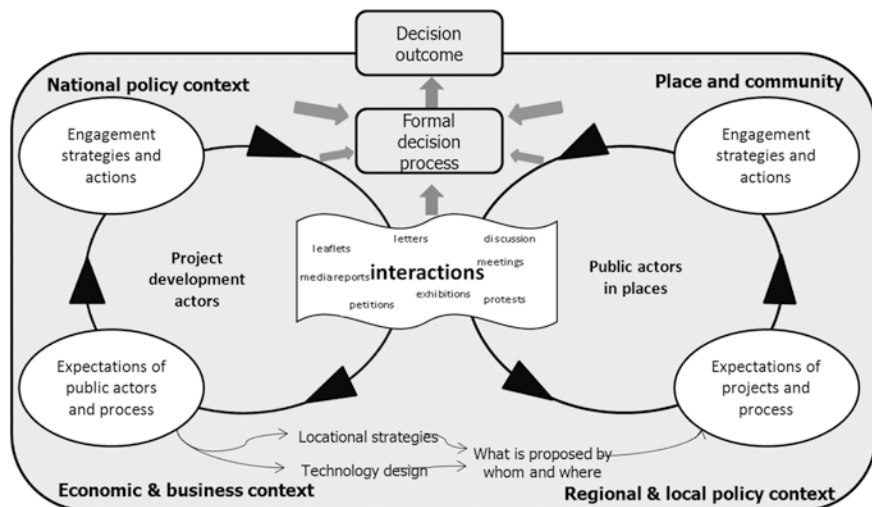 Decision
outcome
National policy context
Place and community
Formal
decision
process
Engagement
strategies and
actions
Engagement
strategies and
actions
Project
development
actors
leaflets
letters
discussion
mediareports
interactions
meetings
petitions
exhibitions
protests
Public actors
in places
Expectations of
public actors
and process
Expectations of
projects and
process
Locational strategies
Technology design
What is proposed by
whom and where
Economic & business context
Regional & local policy context